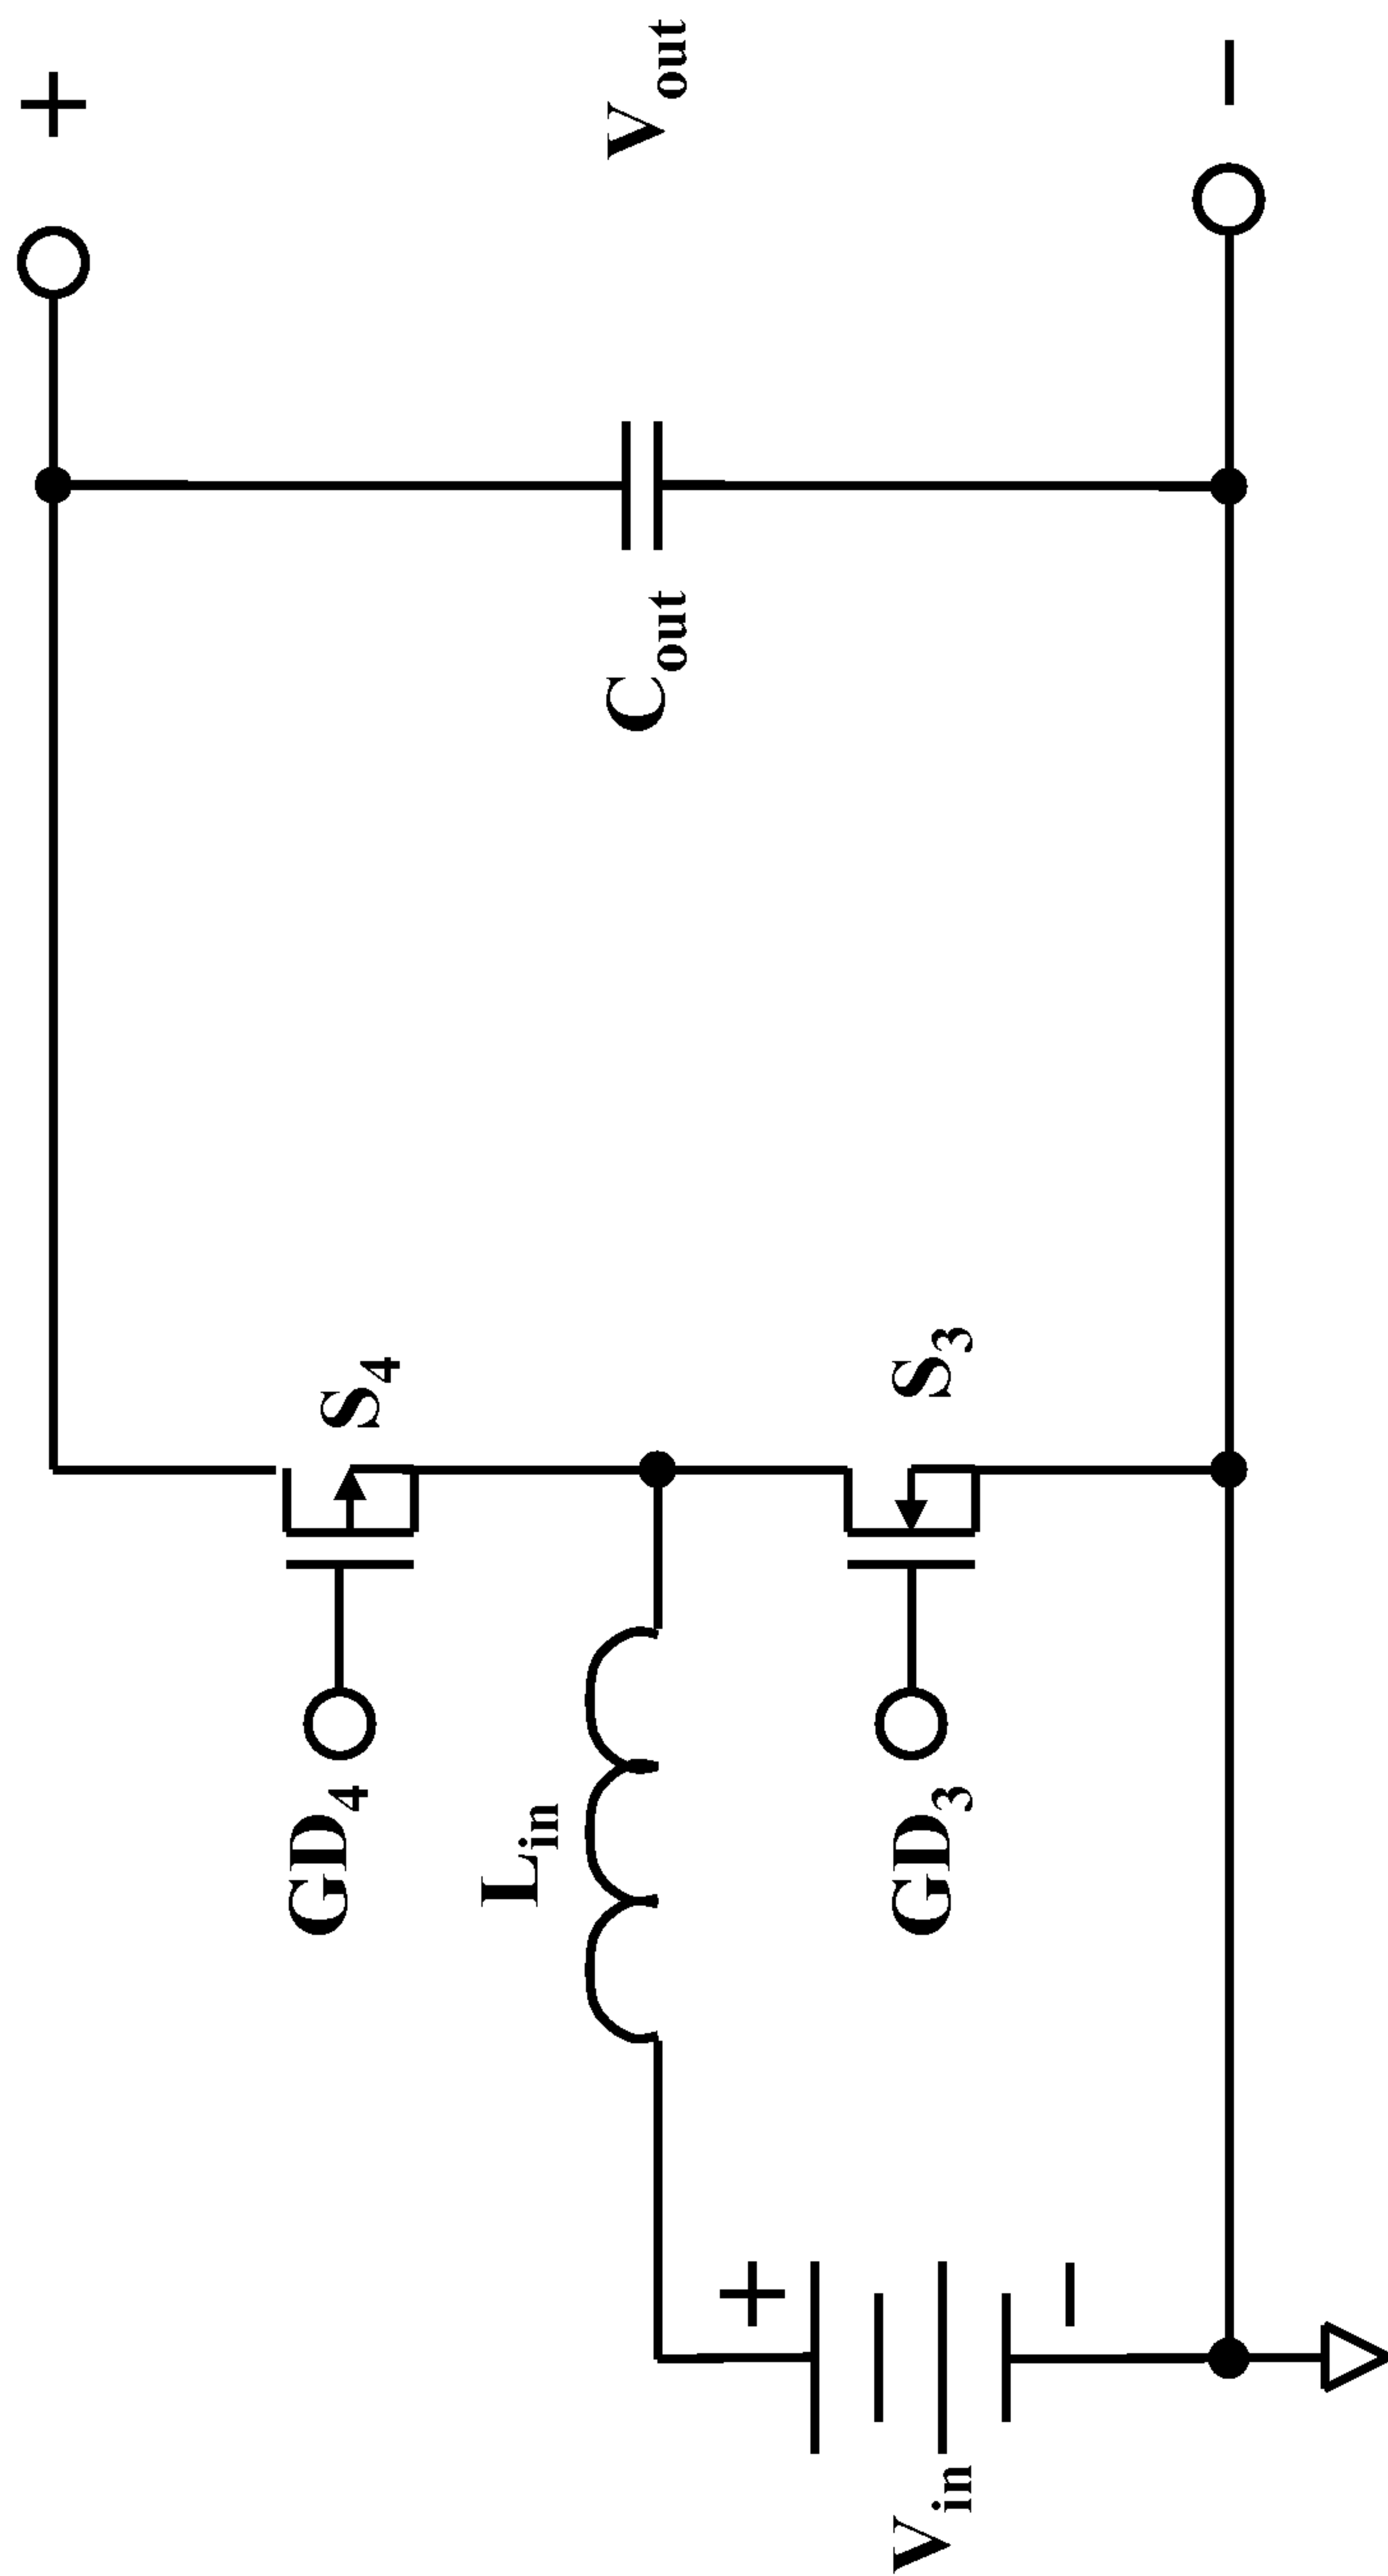 +
V_out
−
C_out
S_4
S_3
GD_4
L_in
GD_3
+
−
V_in